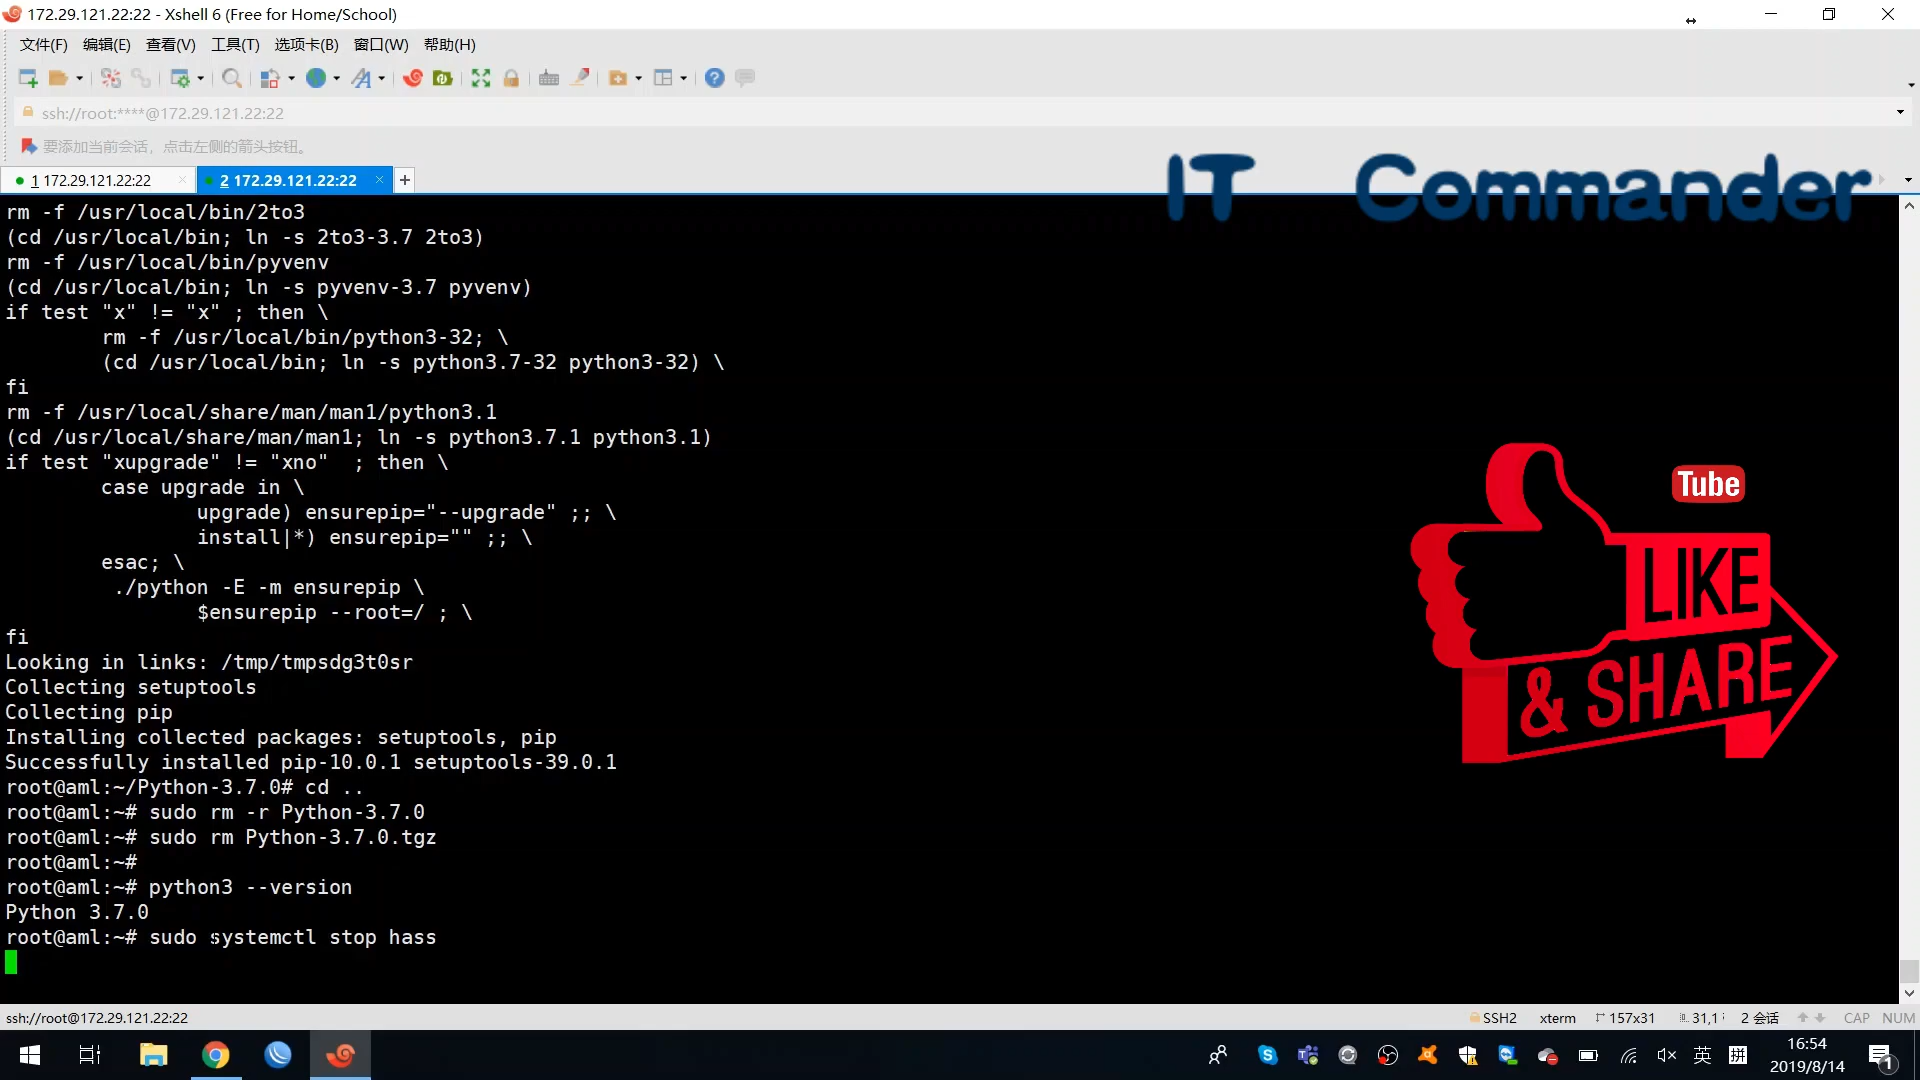 172.29.121.22:22 - Xshell 6 (Free for Home/School)
文件(F) 编辑(E) 查看(V) 工具(T) 选项卡(B) 窗口(W) 帮助(H)
ssh://root:****@172.29.121.22:22
要添加当前会话，点击左侧的箭头按钮。
1 172.29.121.22:22
2 172.29.121.22:22
IT Commander
rm -f /usr/local/bin/2to3
(cd /usr/local/bin; ln -s 2to3-3.7 2to3)
rm -f /usr/local/bin/pyvenv
(cd /usr/local/bin; ln -s pyvenv-3.7 pyvenv)
if test "x" != "x" ; then \
rm -f /usr/local/bin/python3-32; \
(cd /usr/local/bin; ln -s python3.7-32 python3-32) \
fi
rm -f /usr/local/share/man/man1/python3.1
(cd /usr/local/share/man/man1; ln -s python3.7.1 python3.1)
if test "xupgrade" != "xno"  ; then \
case upgrade in \
upgrade) ensurepip="--upgrade" ;; \
install|*) ensurepip="" ;; \
esac; \
./python -E -m ensurepip \
$ensurepip --root=/ ; \
fi
Looking in links: /tmp/tmpsdg3t0sr
Collecting setuptools
Collecting pip
Installing collected packages: setuptools, pip
Successfully installed pip-10.0.1 setuptools-39.0.1
root@aml:~/Python-3.7.0# cd ..
root@aml:~# sudo rm -r Python-3.7.0
root@aml:~# sudo rm Python-3.7.0.tgz
root@aml:~#
root@aml:~# python3 --version
Python 3.7.0
root@aml:~# sudo systemctl stop hass
Tube
LIKE
& SHARE
ssh://root@172.29.121.22:22
SSH2 xterm 157x31 31,1 2 会话 CAP NUM
英 拼
16:54
2019/8/14
1